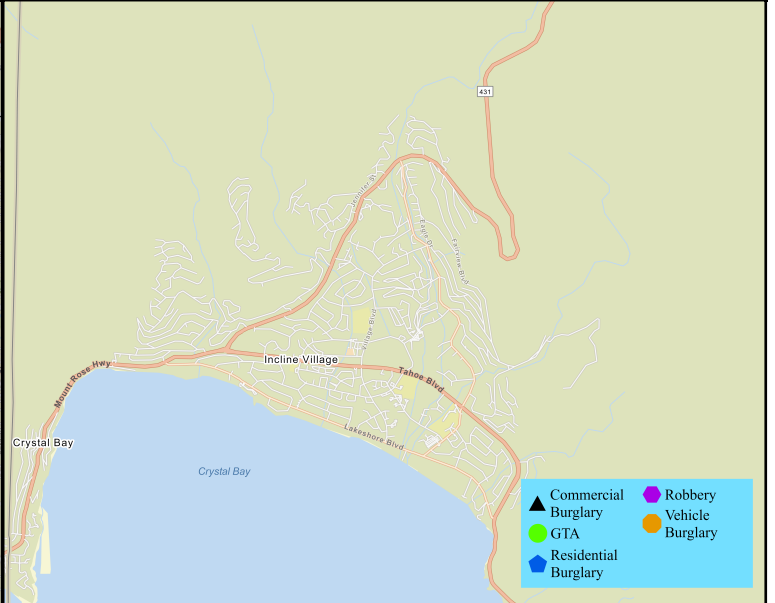 431
Jennifer St
Eagle Dr
Fairview Blvd
Village Blvd
Incline Village
Mount Rose Hwy
Tahoe Blvd
Lakeshore Blvd
Crystal Bay
Crystal Bay
Commercial
Burglary
GTA
Residential
Burglary
Robbery
Vehicle
Burglary